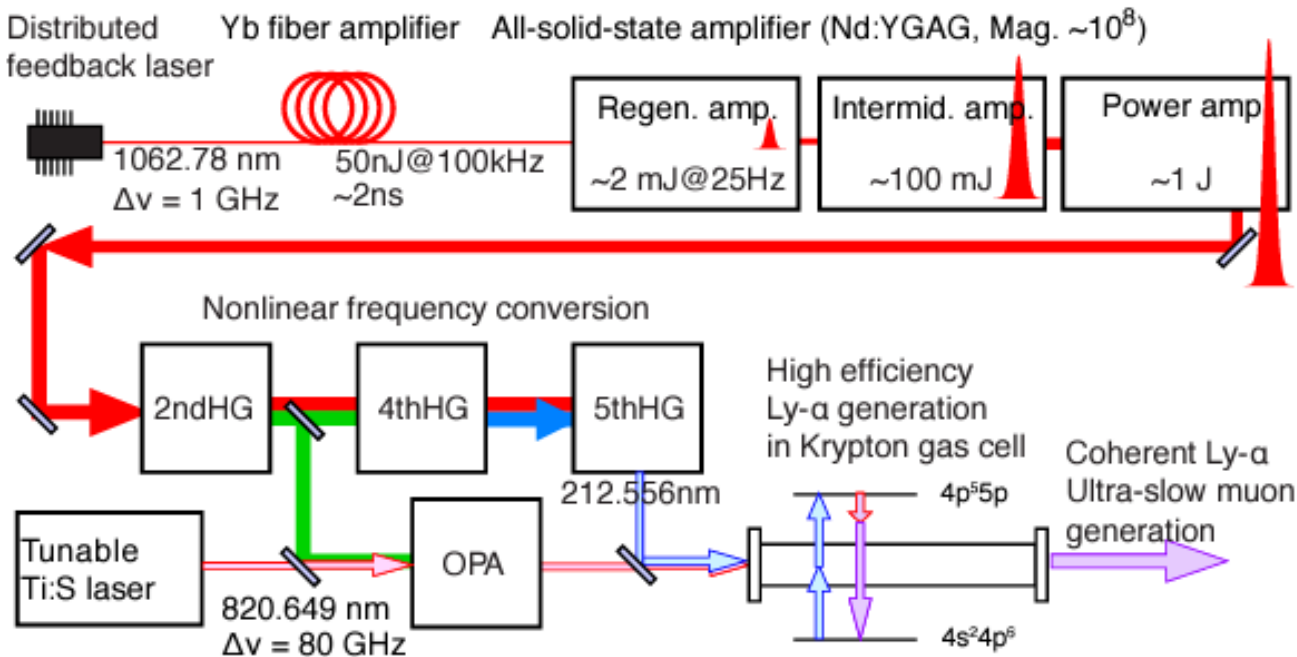 Distributed
feedback laser
Yb fiber amplifier
All-solid-state amplifier (Nd:YGAG, Mag. ~10⁸)
1062.78 nm
Δν = 1 GHz
50nJ@100kHz
~2ns
Regen. amp.
~2 mJ@25Hz
Intermid. amp.
~100 mJ
Power amp
~1 J
Nonlinear frequency conversion
2ndHG
4thHG
5thHG
212.556nm
High efficiency
Ly-α generation
in Krypton gas cell
4p⁵5p
4s²4p⁶
Coherent Ly-α
Ultra-slow muon
generation
Tunable
Ti:S laser
820.649 nm
Δν = 80 GHz
OPA